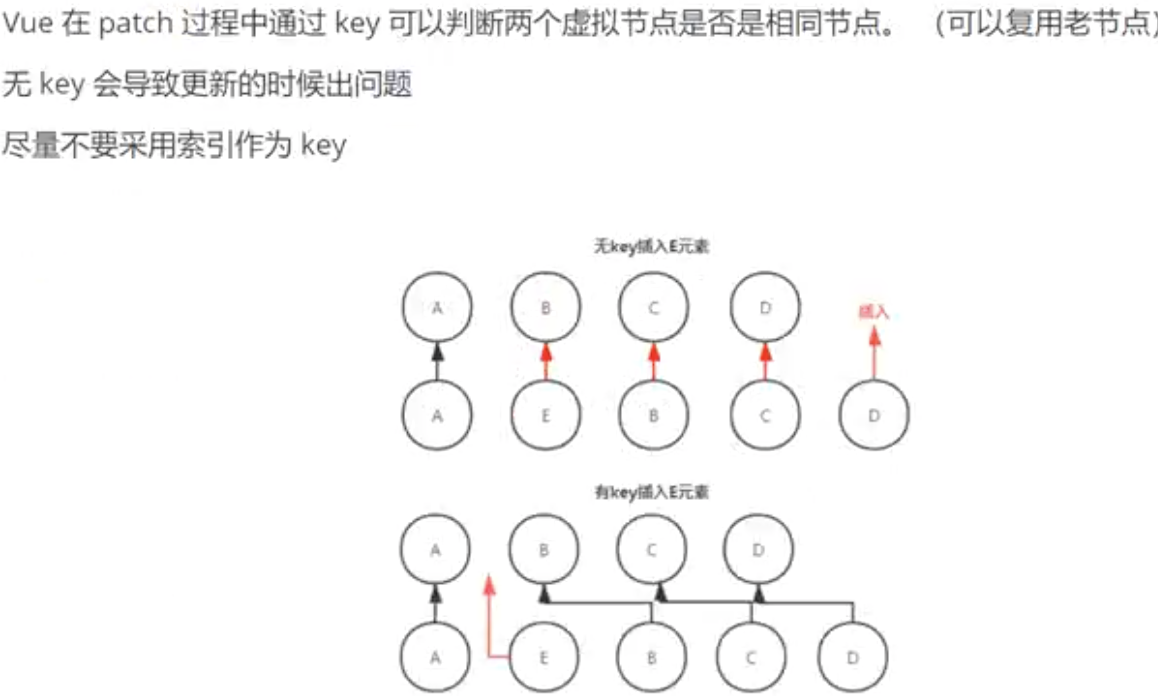 Vue 在 patch 过程中通过 key 可以判断两个虚拟节点是否是相同节点。 (可以复用老节点)
无 key 会导致更新的时候出问题
尽量不要采用索引作为 key
无key插入E元素
A B C D
插入
A E B C D
有key插入E元素
A B C D
A E B C D